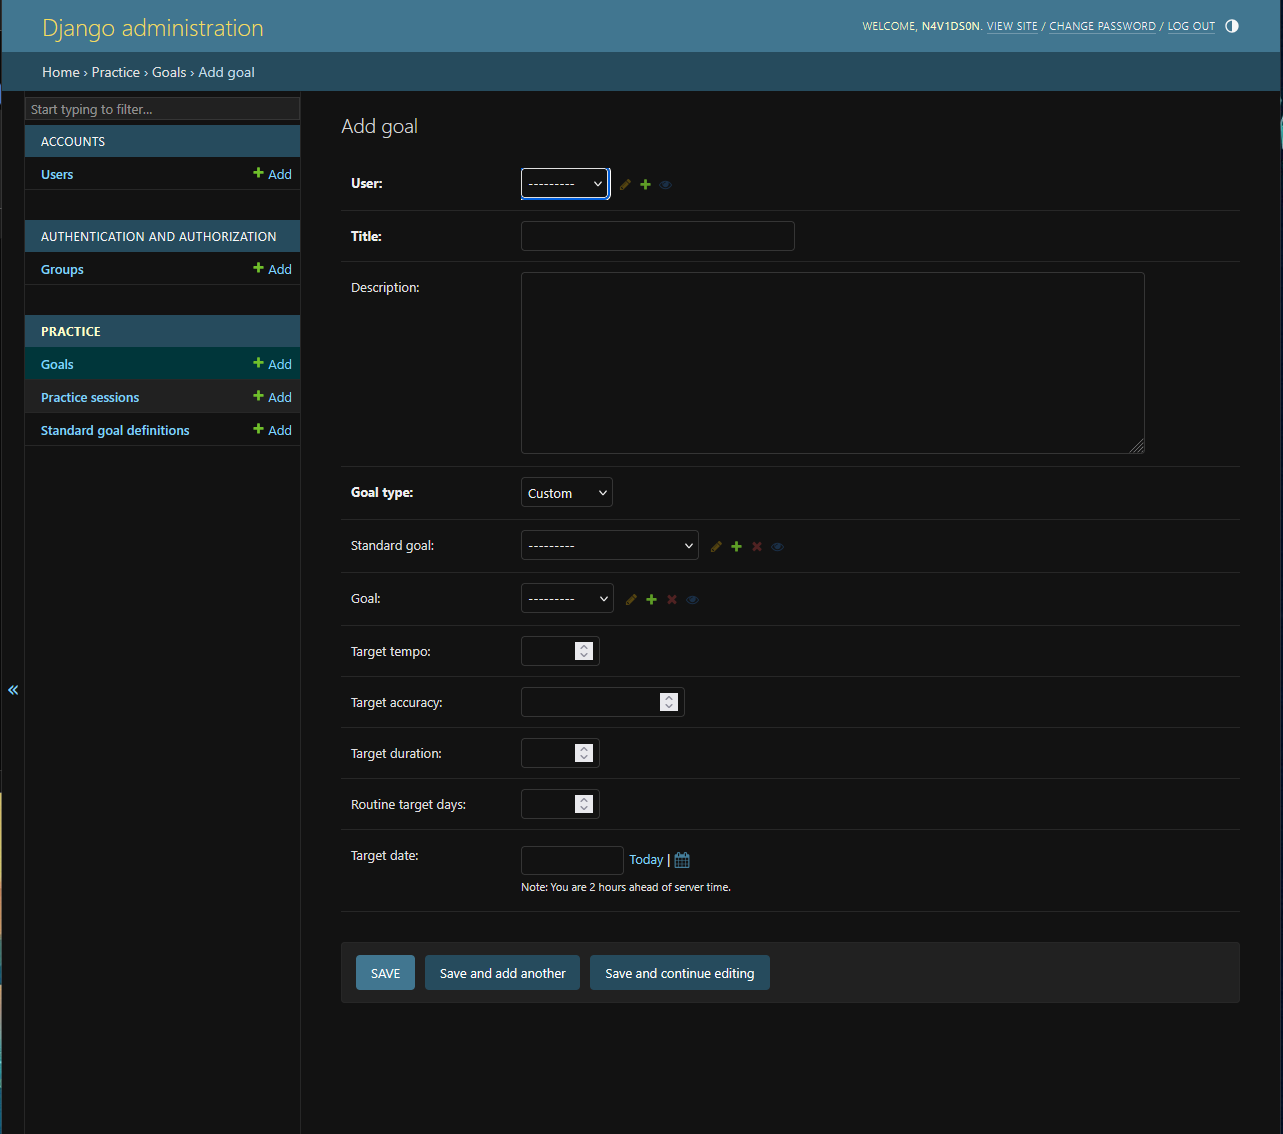 Django administration
WELCOME, N4V1DS0N. VIEW SITE / CHANGE PASSWORD / LOG OUT
Home › Practice › Goals › Add goal
Start typing to filter...
ACCOUNTS
Users
Add
AUTHENTICATION AND AUTHORIZATION
Groups
Add
PRACTICE
Goals
Add
Practice sessions
Add
Standard goal definitions
Add
«
Add goal
User:
---------
Title:
Description:
Goal type:
Custom
Standard goal:
---------
Goal:
---------
Target tempo:
Target accuracy:
Target duration:
Routine target days:
Target date:
Today |
Note: You are 2 hours ahead of server time.
SAVE
Save and add another
Save and continue editing